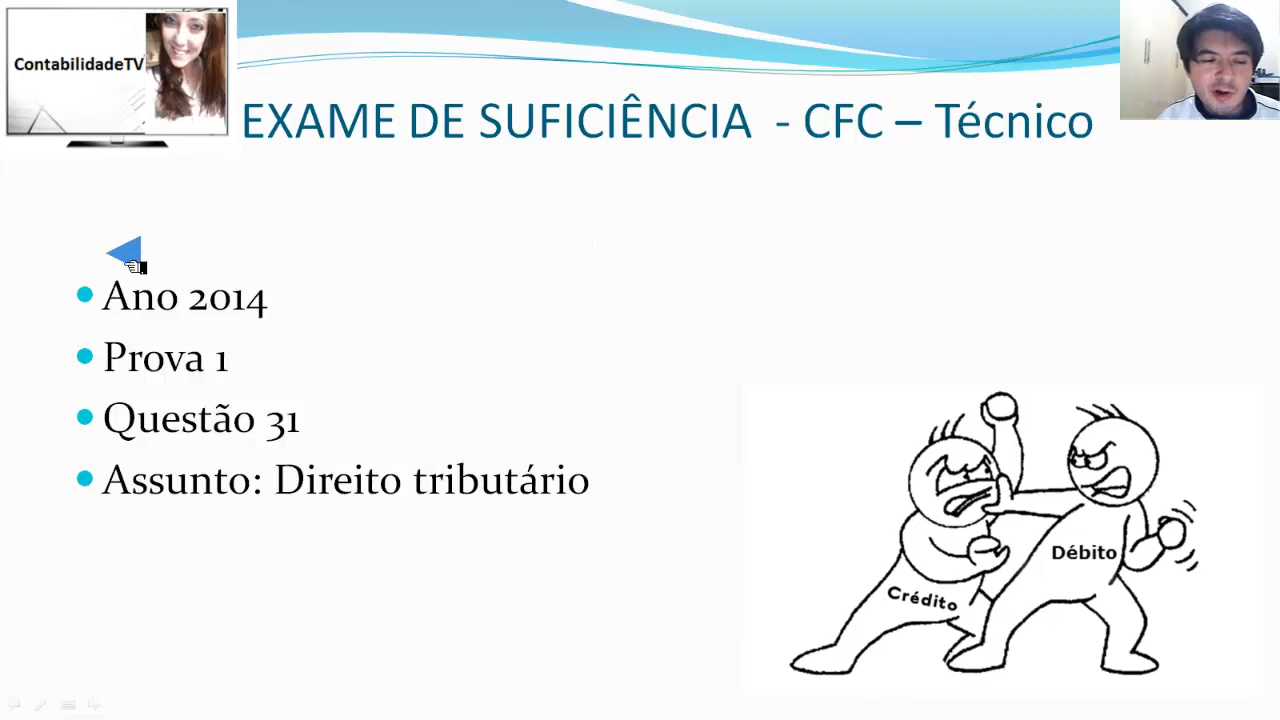 ContabilidadeTV
EXAME DE SUFICIÊNCIA - CFC – Técnico
Ano 2014
Prova 1
Questão 31
Assunto: Direito tributário
Débito
Crédito